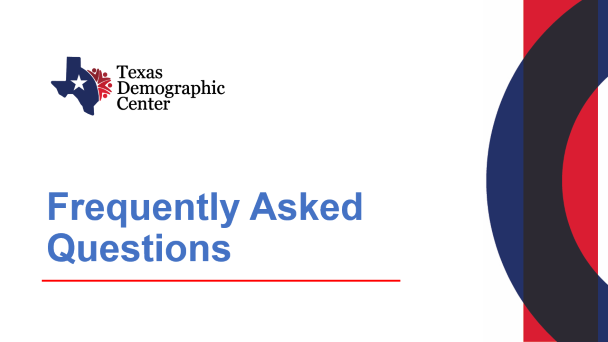 Texas
Demographic
Center
Frequently Asked
Questions